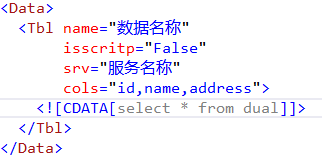 <Data>
<Tbl name="数据名称"
isscritp="False"
srv="服务名称"
cols="id,name,address">
<![CDATA[select * from dual]]>
</Tbl>
</Data>